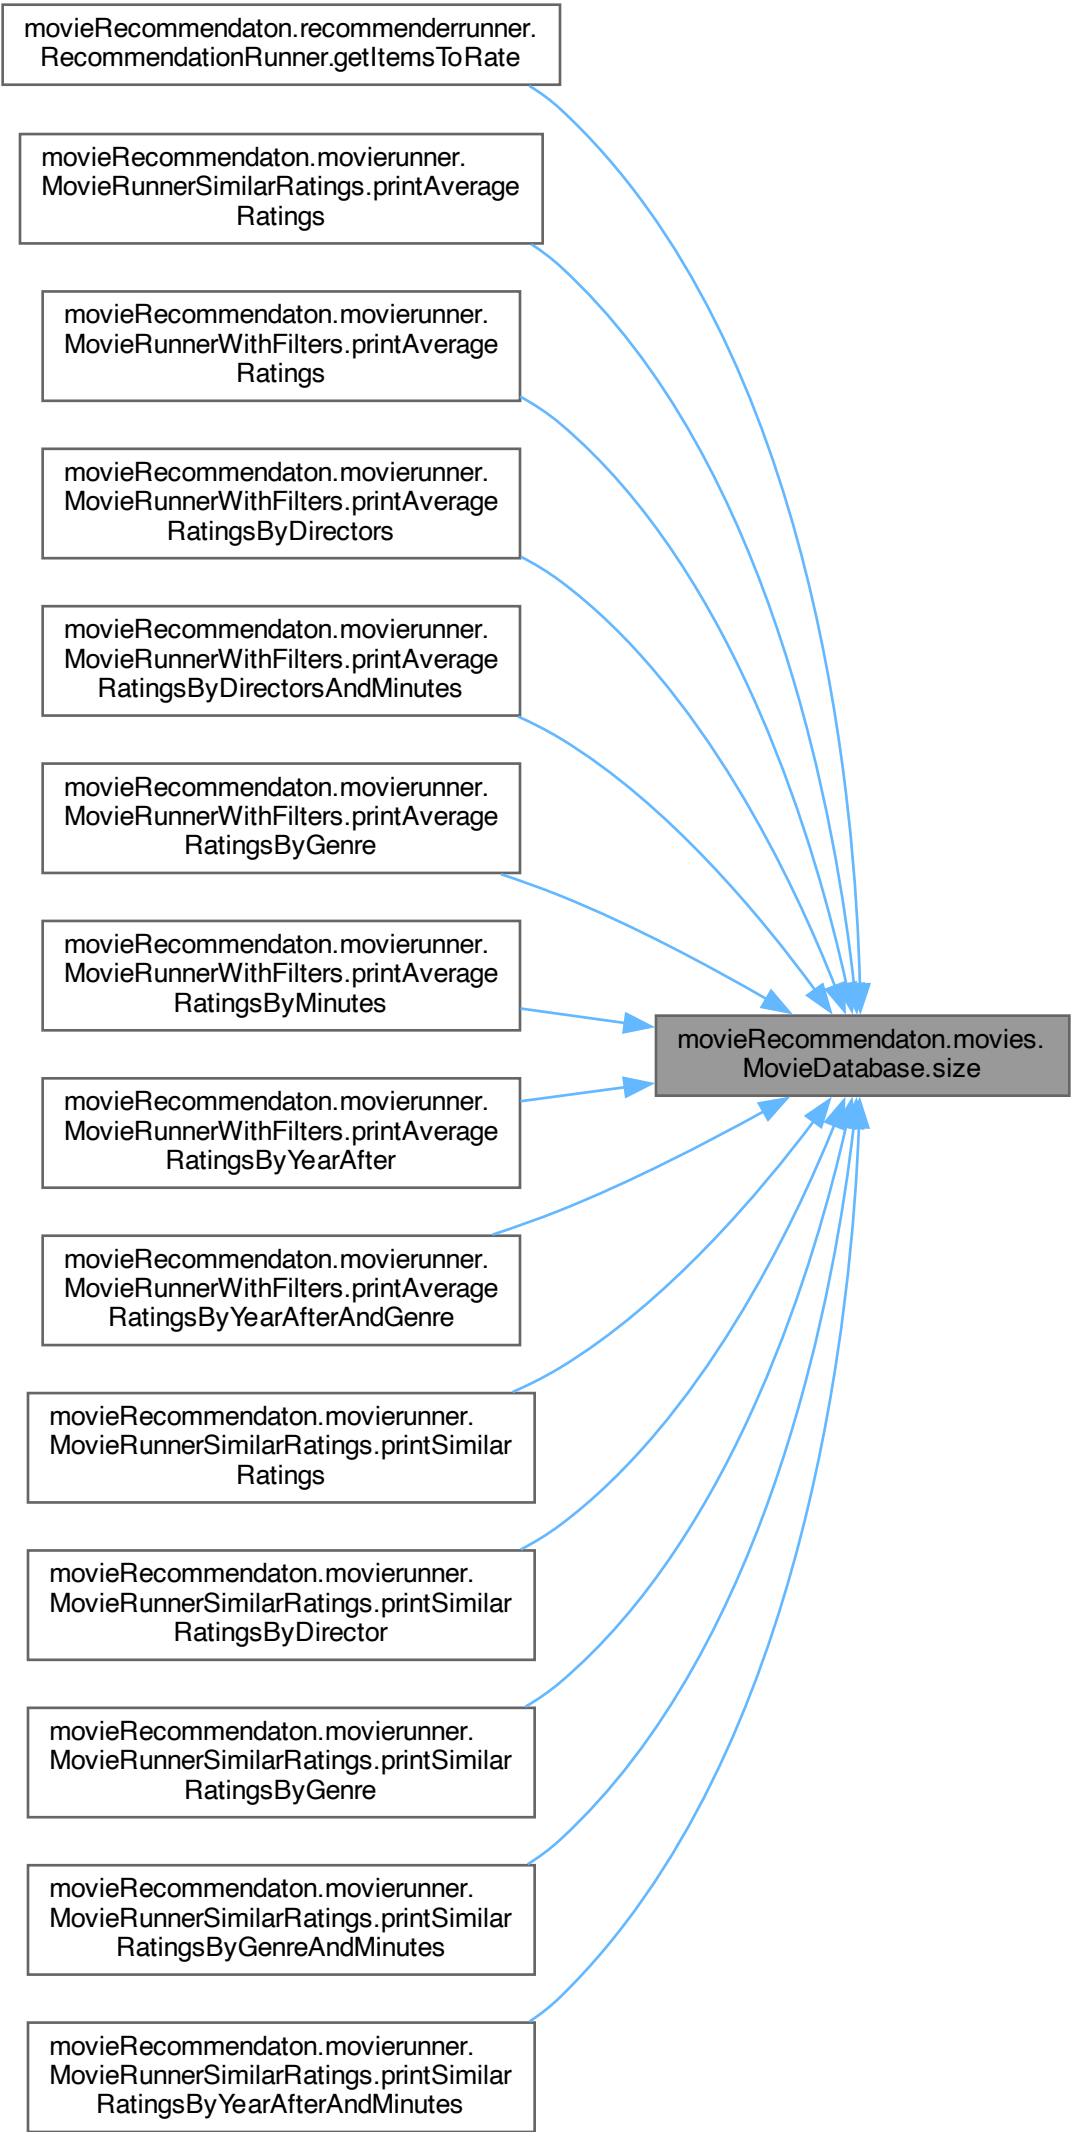 movieRecommendaton.recommenderrunner.
RecommendationRunner.getItemsToRate
movieRecommendaton.movierunner.
MovieRunnerSimilarRatings.printAverage
Ratings
movieRecommendaton.movierunner.
MovieRunnerWithFilters.printAverage
Ratings
movieRecommendaton.movierunner.
MovieRunnerWithFilters.printAverage
RatingsByDirectors
movieRecommendaton.movierunner.
MovieRunnerWithFilters.printAverage
RatingsByDirectorsAndMinutes
movieRecommendaton.movierunner.
MovieRunnerWithFilters.printAverage
RatingsByGenre
movieRecommendaton.movierunner.
MovieRunnerWithFilters.printAverage
RatingsByMinutes
movieRecommendaton.movies.
MovieDatabase.size
movieRecommendaton.movierunner.
MovieRunnerWithFilters.printAverage
RatingsByYearAfter
movieRecommendaton.movierunner.
MovieRunnerWithFilters.printAverage
RatingsByYearAfterAndGenre
movieRecommendaton.movierunner.
MovieRunnerSimilarRatings.printSimilar
Ratings
movieRecommendaton.movierunner.
MovieRunnerSimilarRatings.printSimilar
RatingsByDirector
movieRecommendaton.movierunner.
MovieRunnerSimilarRatings.printSimilar
RatingsByGenre
movieRecommendaton.movierunner.
MovieRunnerSimilarRatings.printSimilar
RatingsByGenreAndMinutes
movieRecommendaton.movierunner.
MovieRunnerSimilarRatings.printSimilar
RatingsByYearAfterAndMinutes